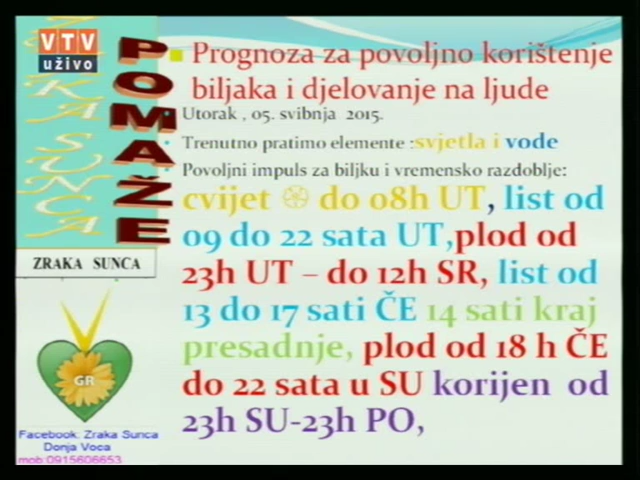 VTV
uživo
ZRAKA SUNCA
POMAŽE
ZRAKA SUNCA
GR
Facebook: Zraka Sunca
Donja Voca
mob:0915606653
Prognoza za povoljno korištenje
biljaka i djelovanje na ljude
Utorak , 05. svibnja 2015.
Trenutno pratimo elemente :svjetla i vode
Povoljni impuls za biljku i vremensko razdoblje:
cvijet do 08h UT, list od
09 do 22 sata UT,plod od
23h UT – do 12h SR, list od
13 do 17 sati ČE 14 sati kraj
presadnje, plod od 18 h ČE
do 22 sata u SU korijen od
23h SU-23h PO,